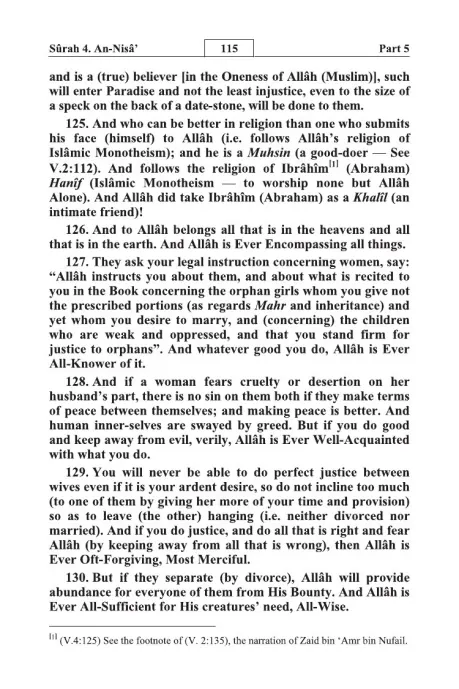 Sûrah 4. An-Nisâ’ 115 Part 5
and is a (true) believer [in the Oneness of Allâh (Muslim)], such
will enter Paradise and not the least injustice, even to the size of
a speck on the back of a date-stone, will be done to them.
125. And who can be better in religion than one who submits
his face (himself) to Allâh (i.e. follows Allâh’s religion of
Islâmic Monotheism); and he is a Muhsin (a good-doer — See
V.2:112). And follows the religion of Ibrâhîm[1] (Abraham)
Hanîf (Islâmic Monotheism — to worship none but Allâh
Alone). And Allâh did take Ibrâhîm (Abraham) as a Khalîl (an
intimate friend)!
126. And to Allâh belongs all that is in the heavens and all
that is in the earth. And Allâh is Ever Encompassing all things.
127. They ask your legal instruction concerning women, say:
“Allâh instructs you about them, and about what is recited to
you in the Book concerning the orphan girls whom you give not
the prescribed portions (as regards Mahr and inheritance) and
yet whom you desire to marry, and (concerning) the children
who are weak and oppressed, and that you stand firm for
justice to orphans”. And whatever good you do, Allâh is Ever
All-Knower of it.
128. And if a woman fears cruelty or desertion on her
husband’s part, there is no sin on them both if they make terms
of peace between themselves; and making peace is better. And
human inner-selves are swayed by greed. But if you do good
and keep away from evil, verily, Allâh is Ever Well-Acquainted
with what you do.
129. You will never be able to do perfect justice between
wives even if it is your ardent desire, so do not incline too much
(to one of them by giving her more of your time and provision)
so as to leave (the other) hanging (i.e. neither divorced nor
married). And if you do justice, and do all that is right and fear
Allâh (by keeping away from all that is wrong), then Allâh is
Ever Oft-Forgiving, Most Merciful.
130. But if they separate (by divorce), Allâh will provide
abundance for everyone of them from His Bounty. And Allâh is
Ever All-Sufficient for His creatures’ need, All-Wise.
[1] (V.4:125) See the footnote of (V. 2:135), the narration of Zaid bin ‘Amr bin Nufail.